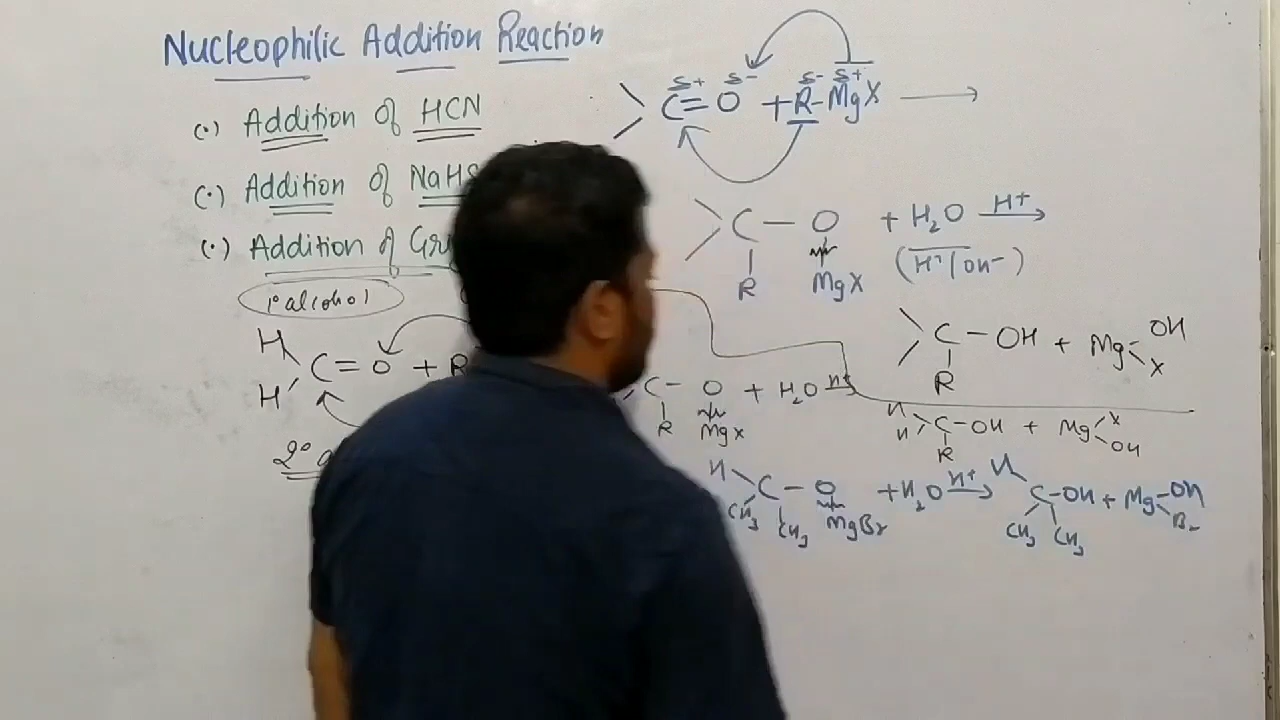 Nucleophilic Addition Reaction
(•) Addition of HCN
(•) Addition of NaHS
(•) Addition of Gri
1° alcohol
H
C = O + R
H
2° a
δ+ δ- δ- δ+
C = O + R-MgX ⟶
C — O + H₂O H⁺⟶
R MgX (H⁺/OH⁻)
C — OH + Mg OH
R X
C — O + H₂O H⁺
R MgX
H
H C — OH + Mg X
R OH
H C — O + H₂O H⁺⟶ H C — OH + Mg — OH
CH₃ CH₃ MgBr CH₃ CH₃ Br